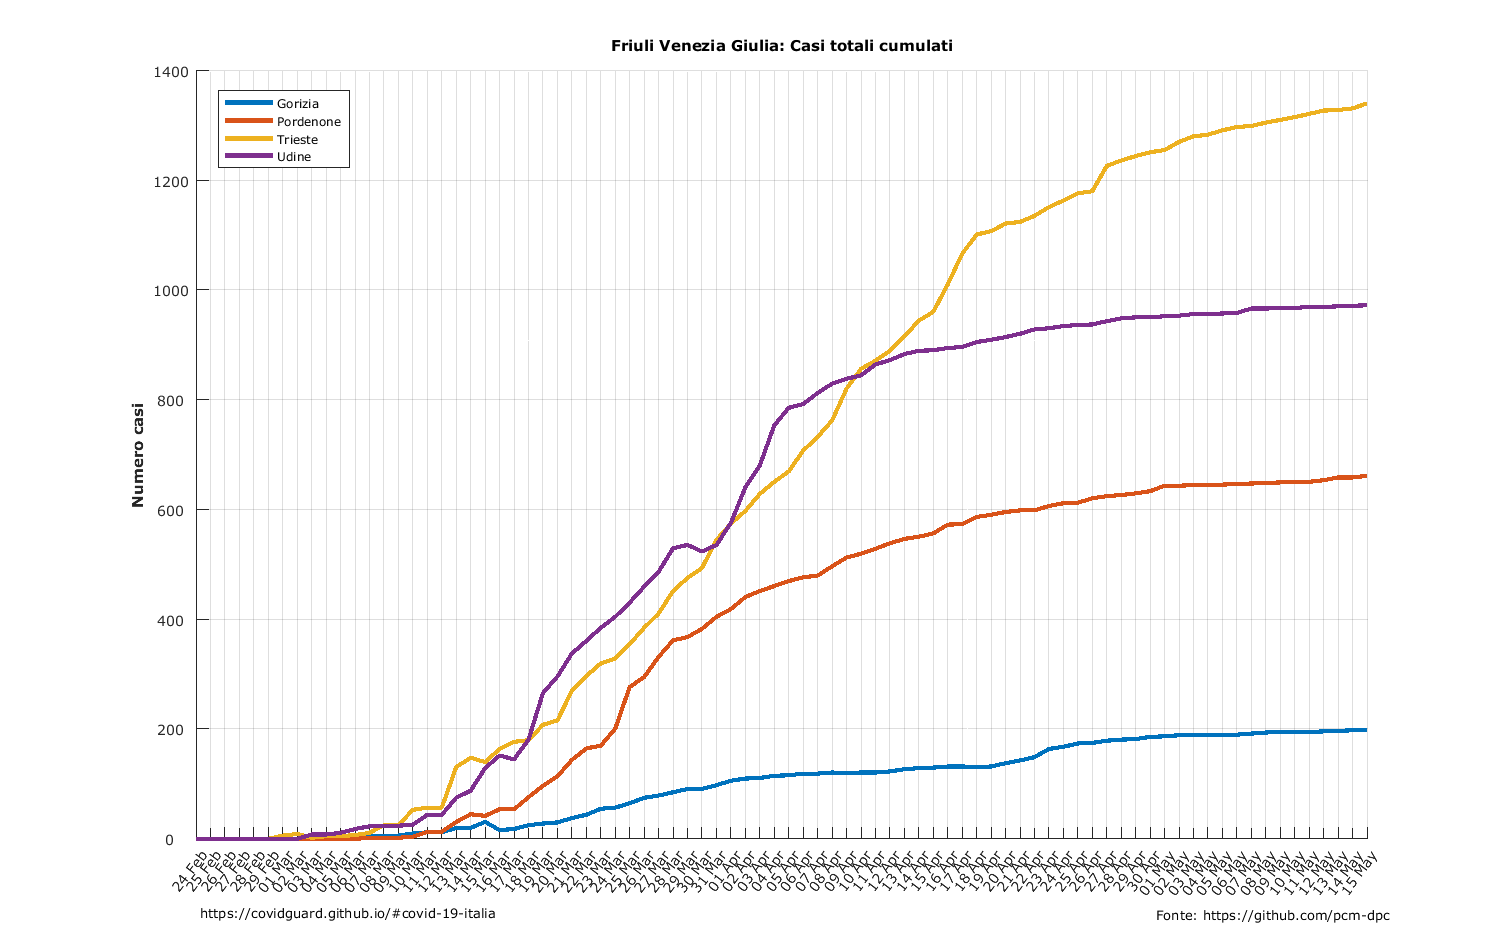 Friuli Venezia Giulia: Casi totali cumulati
1400
1200
1000
800
600
400
200
0
Numero casi
Gorizia
Pordenone
Trieste
Udine
24 Feb
25 Feb
26 Feb
27 Feb
28 Feb
29 Feb
01 Mar
02 Mar
03 Mar
04 Mar
05 Mar
06 Mar
07 Mar
08 Mar
09 Mar
10 Mar
11 Mar
12 Mar
13 Mar
14 Mar
15 Mar
16 Mar
17 Mar
18 Mar
19 Mar
20 Mar
21 Mar
22 Mar
23 Mar
24 Mar
25 Mar
26 Mar
27 Mar
28 Mar
29 Mar
30 Mar
31 Mar
01 Apr
02 Apr
03 Apr
04 Apr
05 Apr
06 Apr
07 Apr
08 Apr
09 Apr
10 Apr
11 Apr
12 Apr
13 Apr
14 Apr
15 Apr
16 Apr
17 Apr
18 Apr
19 Apr
20 Apr
21 Apr
22 Apr
23 Apr
24 Apr
25 Apr
26 Apr
27 Apr
28 Apr
29 Apr
30 Apr
01 May
02 May
03 May
04 May
05 May
06 May
07 May
08 May
09 May
10 May
11 May
12 May
13 May
14 May
15 May
https://covidguard.github.io/#covid-19-italia
Fonte: https://github.com/pcm-dpc